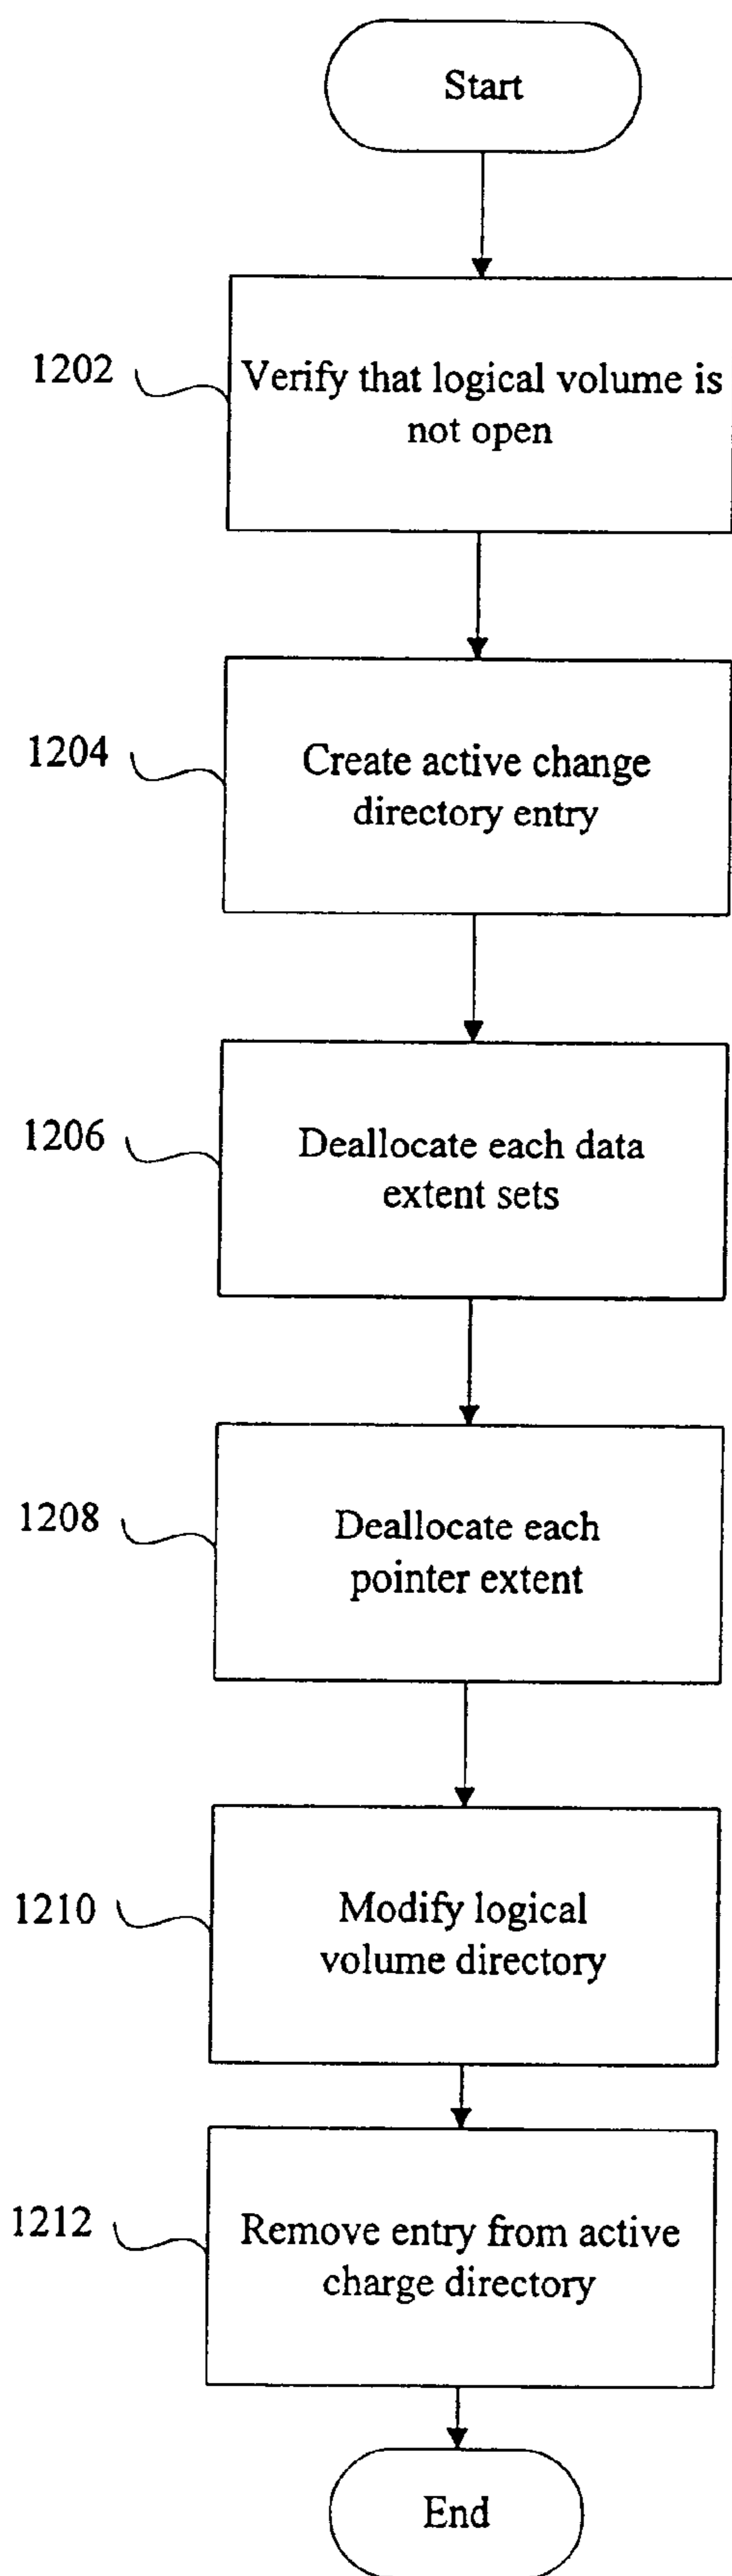 Start
1202
Verify that logical volume is
not open
1204
Create active change
directory entry
1206
Deallocate each data
extent sets
1208
Deallocate each
pointer extent
1210
Modify logical
volume directory
1212
Remove entry from active
charge directory
End